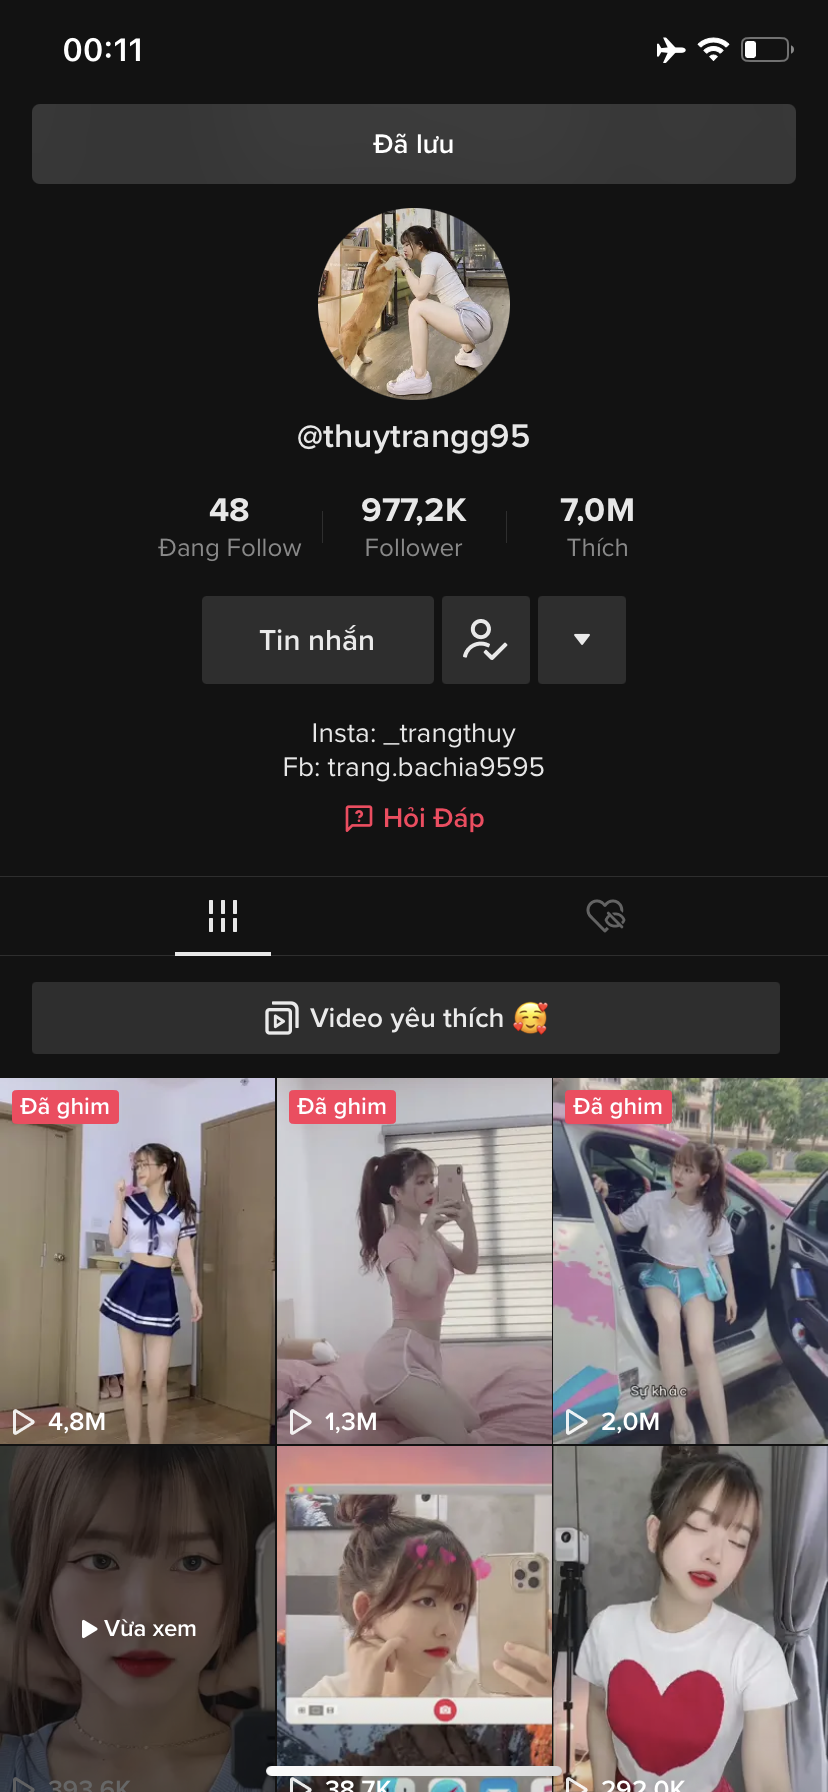 00:11
Đã lưu
@thuytrangg95
48
977,2K
7,0M
Đang Follow
Follower
Thích
Tin nhắn
Insta: _trangthuy
Fb: trang.bachia9595
Hỏi Đáp
Video yêu thích 🥰
Đã ghim
Đã ghim
Đã ghim
Sự khác
4,8M
1,3M
2,0M
Vừa xem
393,6K
38,7K
292,0K